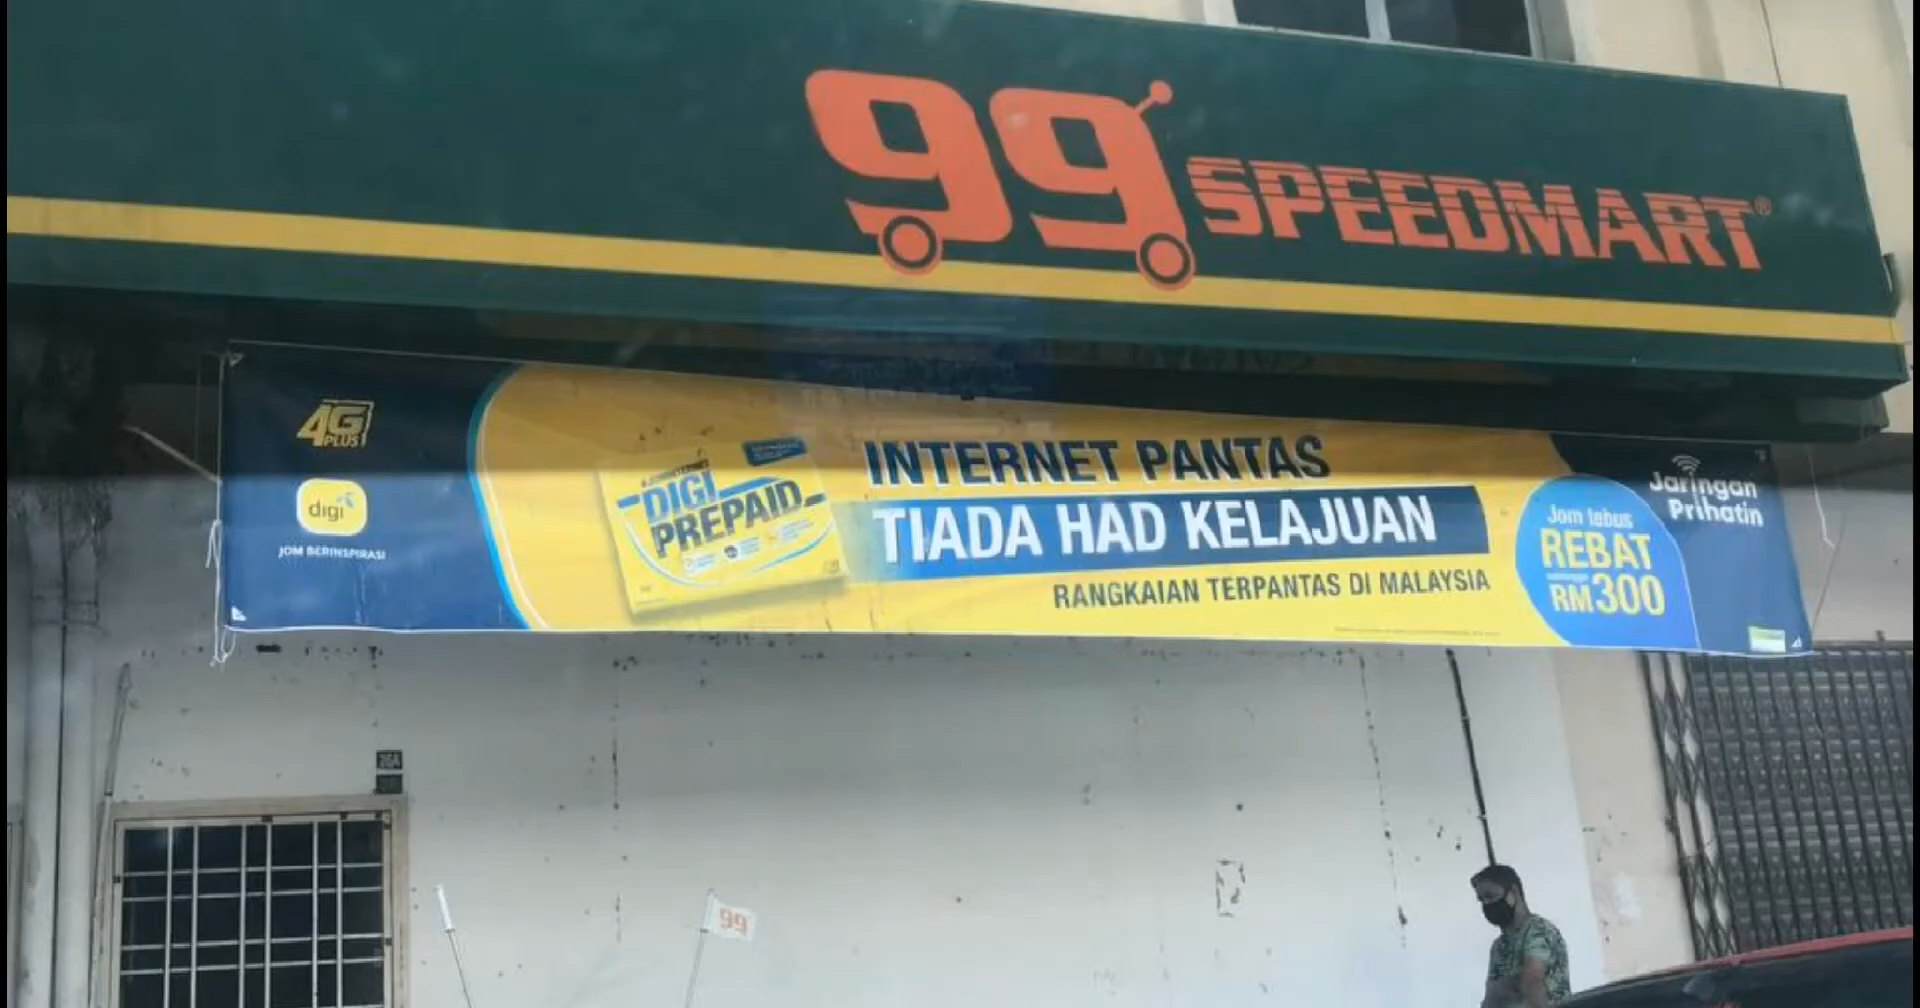 99 SPEEDMART®
4G PLUS
digi
JOM BERINSPIRASI
DIGI
PREPAID
INTERNET PANTAS
TIADA HAD KELAJUAN
RANGKAIAN TERPANTAS DI MALAYSIA
Jom tebus
REBAT
RM300
Jaringan
Prihatin
99